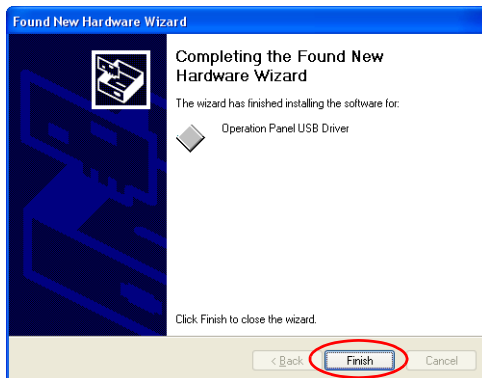 Found New Hardware Wizard
Completing the Found New
Hardware Wizard
The wizard has finished installing the software for:
Operation Panel USB Driver
Click Finish to close the wizard.
< Back
Finish
Cancel